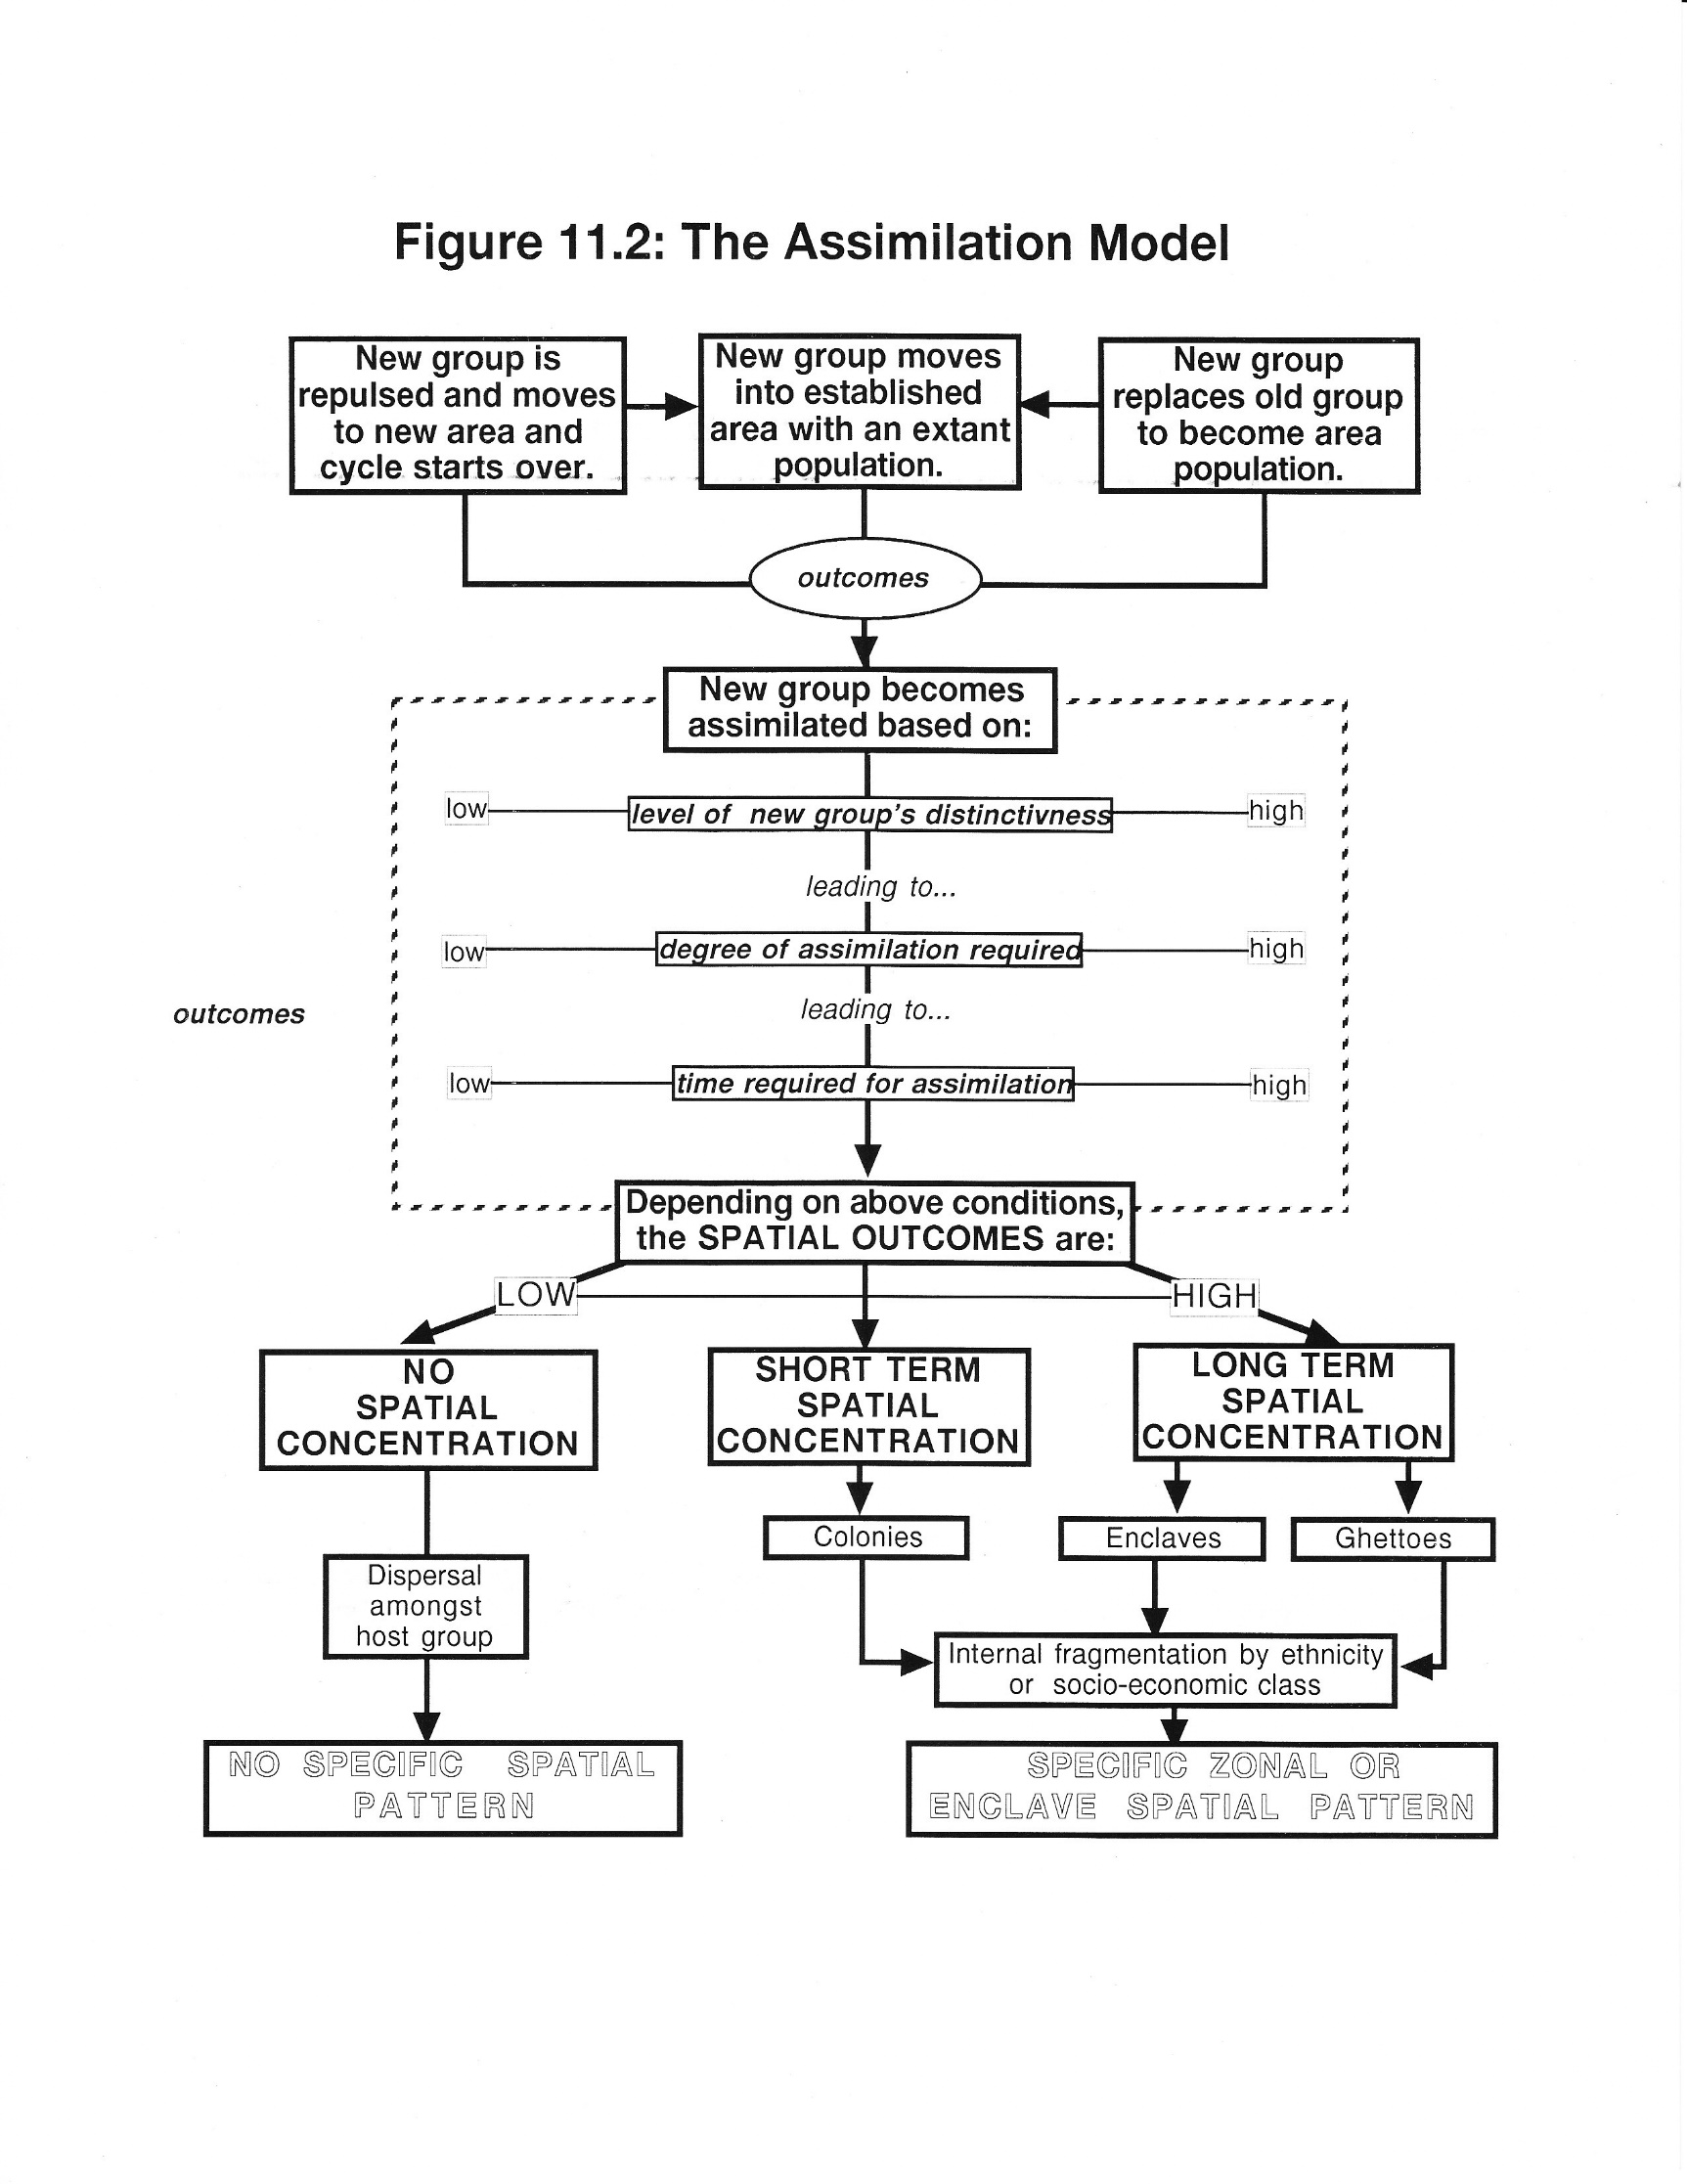 Figure 11.2: The Assimilation Model
New group is
repulsed and moves
to new area and
cycle starts over.
New group moves
into established
area with an extant
population.
New group
replaces old group
to become area
population.
outcomes
New group becomes
assimilated based on:
low
level of new group's distinctivness
high
leading to...
low
degree of assimilation required
high
leading to...
outcomes
low
time required for assimilation
high
Depending on above conditions,
the SPATIAL OUTCOMES are:
LOW
HIGH
NO
SPATIAL
CONCENTRATION
SHORT TERM
SPATIAL
CONCENTRATION
LONG TERM
SPATIAL
CONCENTRATION
Colonies
Enclaves
Ghettoes
Dispersal
amongst
host group
Internal fragmentation by ethnicity
or socio-economic class
NO SPECIFIC SPATIAL
PATTERN
SPECIFIC ZONAL OR
ENCLAVE SPATIAL PATTERN